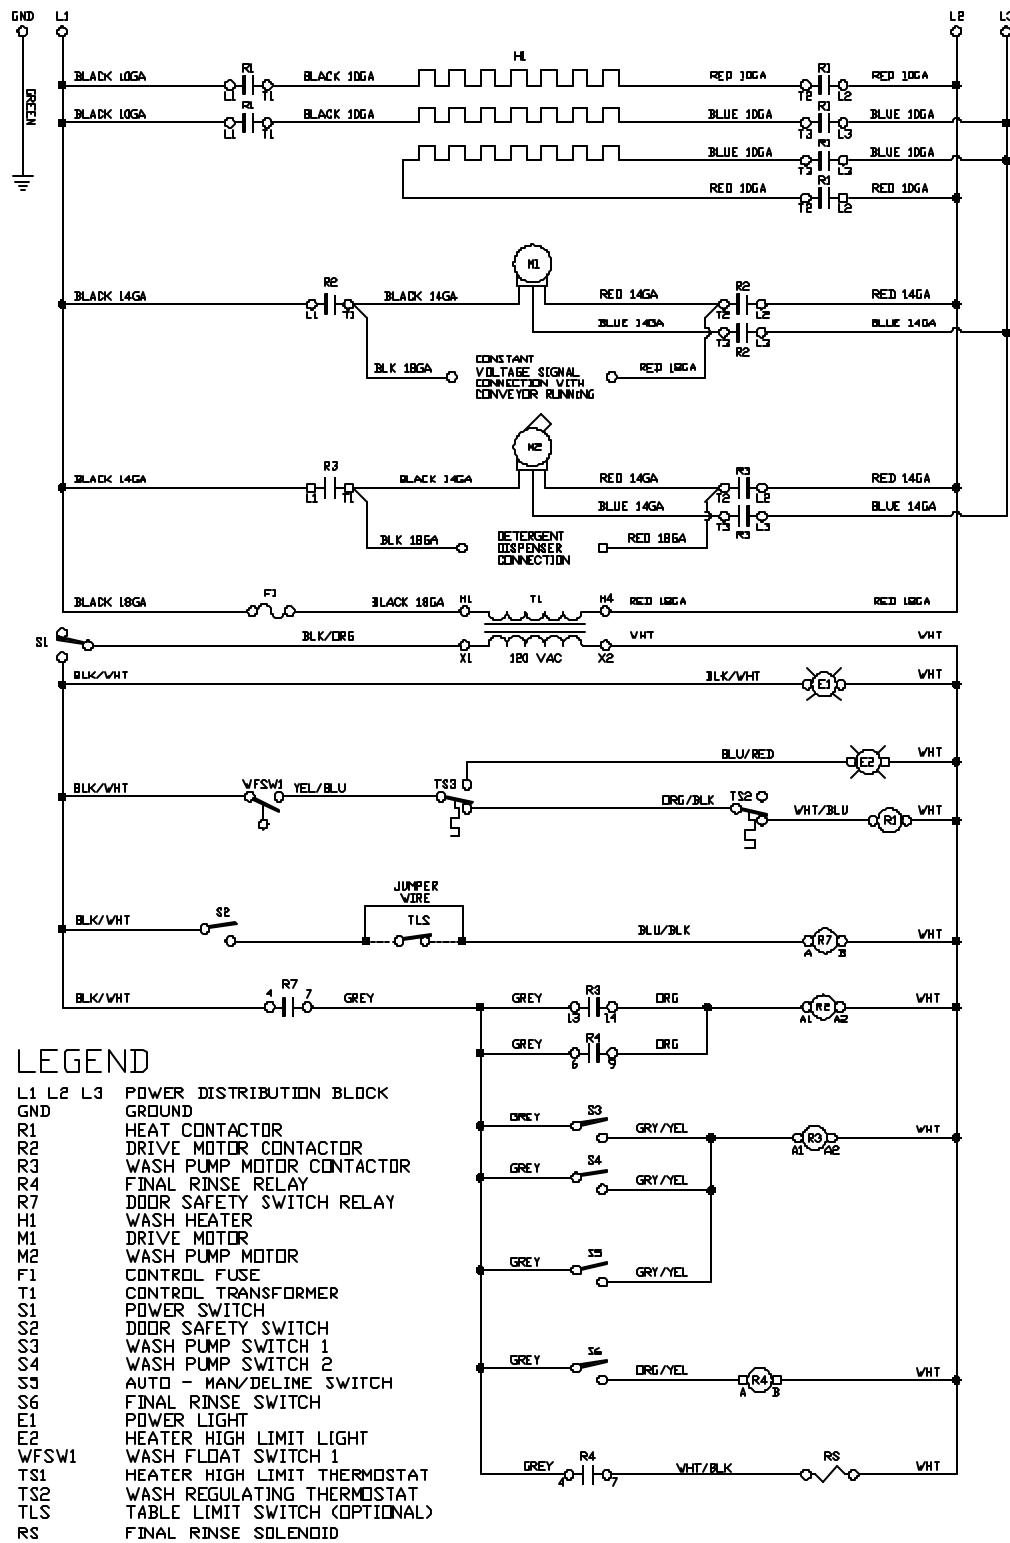 GND L1 L2 L3
H1
BLACK 10GA R1 BLACK 10GA RED 10GA R1 RED 10GA
L1 T1 T2 L2
BLACK 10GA R1 BLACK 10GA BLUE 10GA R1 BLUE 10GA
L1 T1 T3 L3
GREEN
BLUE 10GA R1 BLUE 10GA
T3 L3
RED 10GA R1 RED 10GA
T2 L2
M1
BLACK 14GA R2 BLACK 14GA RED 14GA R2 RED 14GA
L1 T1 T2 L2
BLUE 14GA BLUE 14GA
T3 R2 L3
BLK 18GA RED 18GA
CONSTANT
VOLTAGE SIGNAL
CONNECTION WITH
CONVEYOR RUNNING
M2
BLACK 14GA R3 BLACK 14GA RED 14GA R3 RED 14GA
L1 T1 T2 L2
BLUE 14GA BLUE 14GA
T3 R3 L3
BLK 18GA RED 18GA
DETERGENT
DISPENSER
CONNECTION
BLACK 18GA F1 BLACK 18GA H1 T1 H4 RED 18GA RED 18GA
S1 BLK/ORG WHT WHT
X1 120 VAC X2
BLK/WHT BLK/WHT E1 WHT
BLU/RED E2 WHT
BLK/WHT WFSW1 YEL/BLU TS3
ORG/BLK TS2 WHT/BLU R1 WHT
JUMPER
WIRE
BLK/WHT S2 TLS BLU/BLK R7 WHT
A B
BLK/WHT 4 R7 7 GREY GREY R3 ORG R2 WHT
13 14 A1 A2
GREY R4 ORG
6 9
GREY S3 GRY/YEL R3 WHT
A1 A2
GREY S4 GRY/YEL
GREY S5 GRY/YEL
GREY S6 ORG/YEL R4 WHT
A B
GREY R4 WHT/BLK RS WHT
4 7
LEGEND
L1 L2 L3 POWER DISTRIBUTION BLOCK
GND GROUND
R1 HEAT CONTACTOR
R2 DRIVE MOTOR CONTACTOR
R3 WASH PUMP MOTOR CONTACTOR
R4 FINAL RINSE RELAY
R7 DOOR SAFETY SWITCH RELAY
H1 WASH HEATER
M1 DRIVE MOTOR
M2 WASH PUMP MOTOR
F1 CONTROL FUSE
T1 CONTROL TRANSFORMER
S1 POWER SWITCH
S2 DOOR SAFETY SWITCH
S3 WASH PUMP SWITCH 1
S4 WASH PUMP SWITCH 2
S5 AUTO - MAN/DELIME SWITCH
S6 FINAL RINSE SWITCH
E1 POWER LIGHT
E2 HEATER HIGH LIMIT LIGHT
WFSW1 WASH FLOAT SWITCH 1
TS1 HEATER HIGH LIMIT THERMOSTAT
TS2 WASH REGULATING THERMOSTAT
TLS TABLE LIMIT SWITCH (OPTIONAL)
RS FINAL RINSE SOLENOID